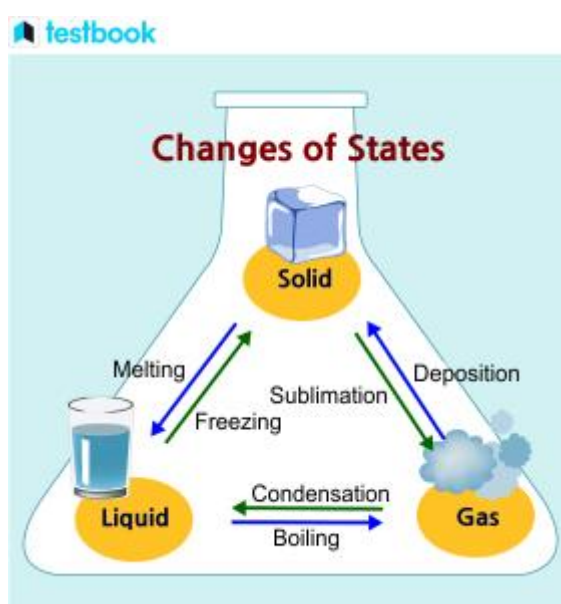 testbook
Changes of States
Solid
Melting
Deposition
Sublimation
Freezing
Condensation
Liquid
Gas
Boiling